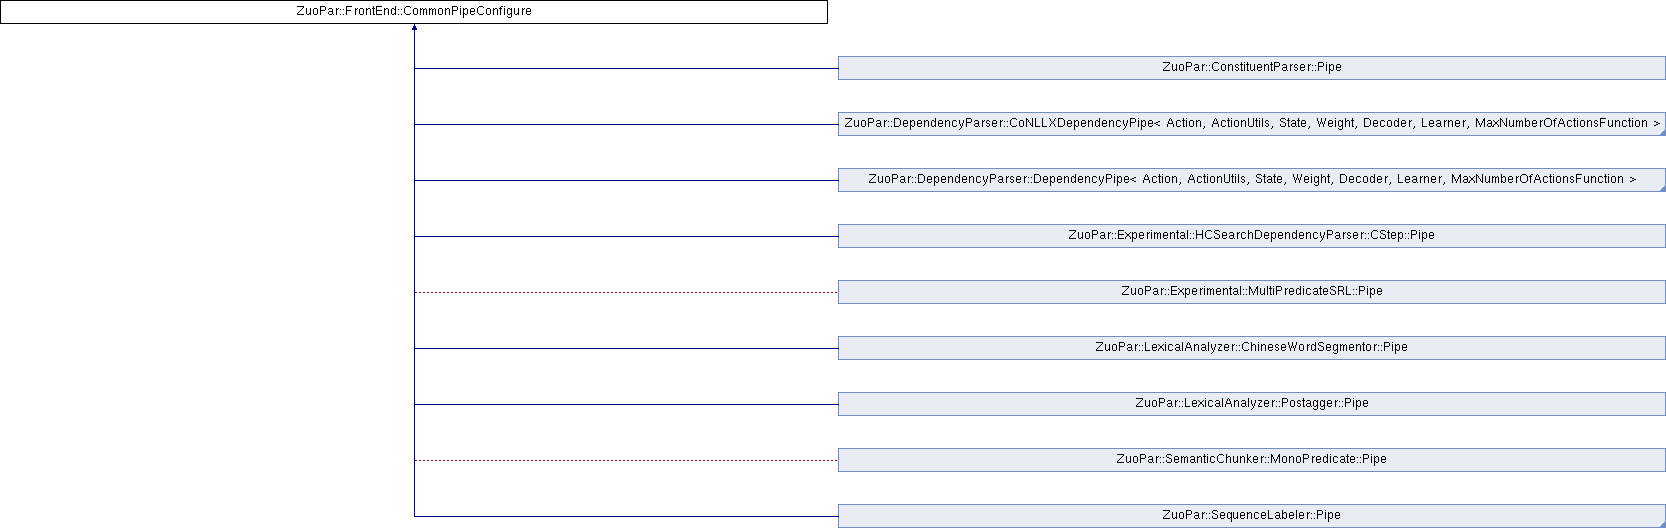 ZuoPar::FrontEnd::CommonPipeConfigure
ZuoPar::ConstituentParser::Pipe
ZuoPar::DependencyParser::CoNLLXDependencyPipe< Action, ActionUtils, State, Weight, Decoder, Learner, MaxNumberOfActionsFunction >
ZuoPar::DependencyParser::DependencyPipe< Action, ActionUtils, State, Weight, Decoder, Learner, MaxNumberOfActionsFunction >
ZuoPar::Experimental::HCSearchDependencyParser::CStep::Pipe
ZuoPar::Experimental::MultiPredicateSRL::Pipe
ZuoPar::LexicalAnalyzer::ChineseWordSegmentor::Pipe
ZuoPar::LexicalAnalyzer::Postagger::Pipe
ZuoPar::SemanticChunker::MonoPredicate::Pipe
ZuoPar::SequenceLabeler::Pipe